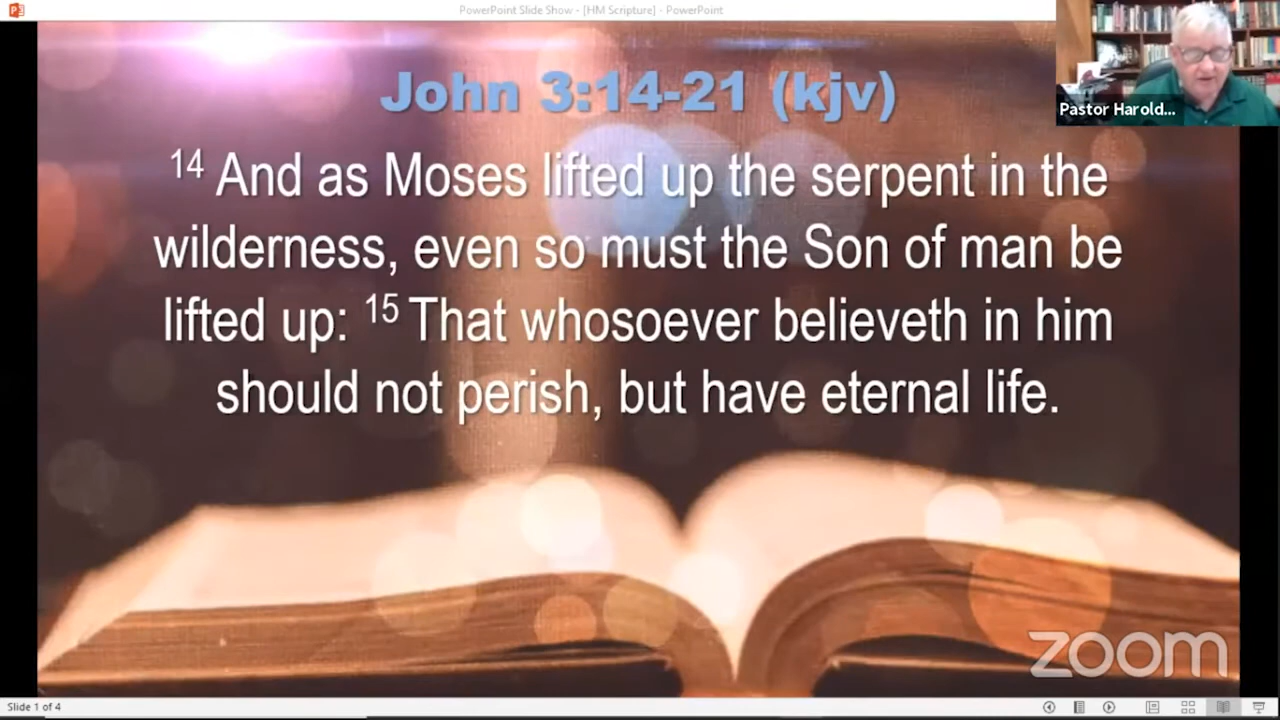 PowerPoint Slide Show - [HM Scripture] - PowerPoint
John 3:14-21 (kjv)
Pastor Harold...
14 And as Moses lifted up the serpent in the
wilderness, even so must the Son of man be
lifted up: 15 That whosoever believeth in him
should not perish, but have eternal life.
zoom
Slide 1 of 4